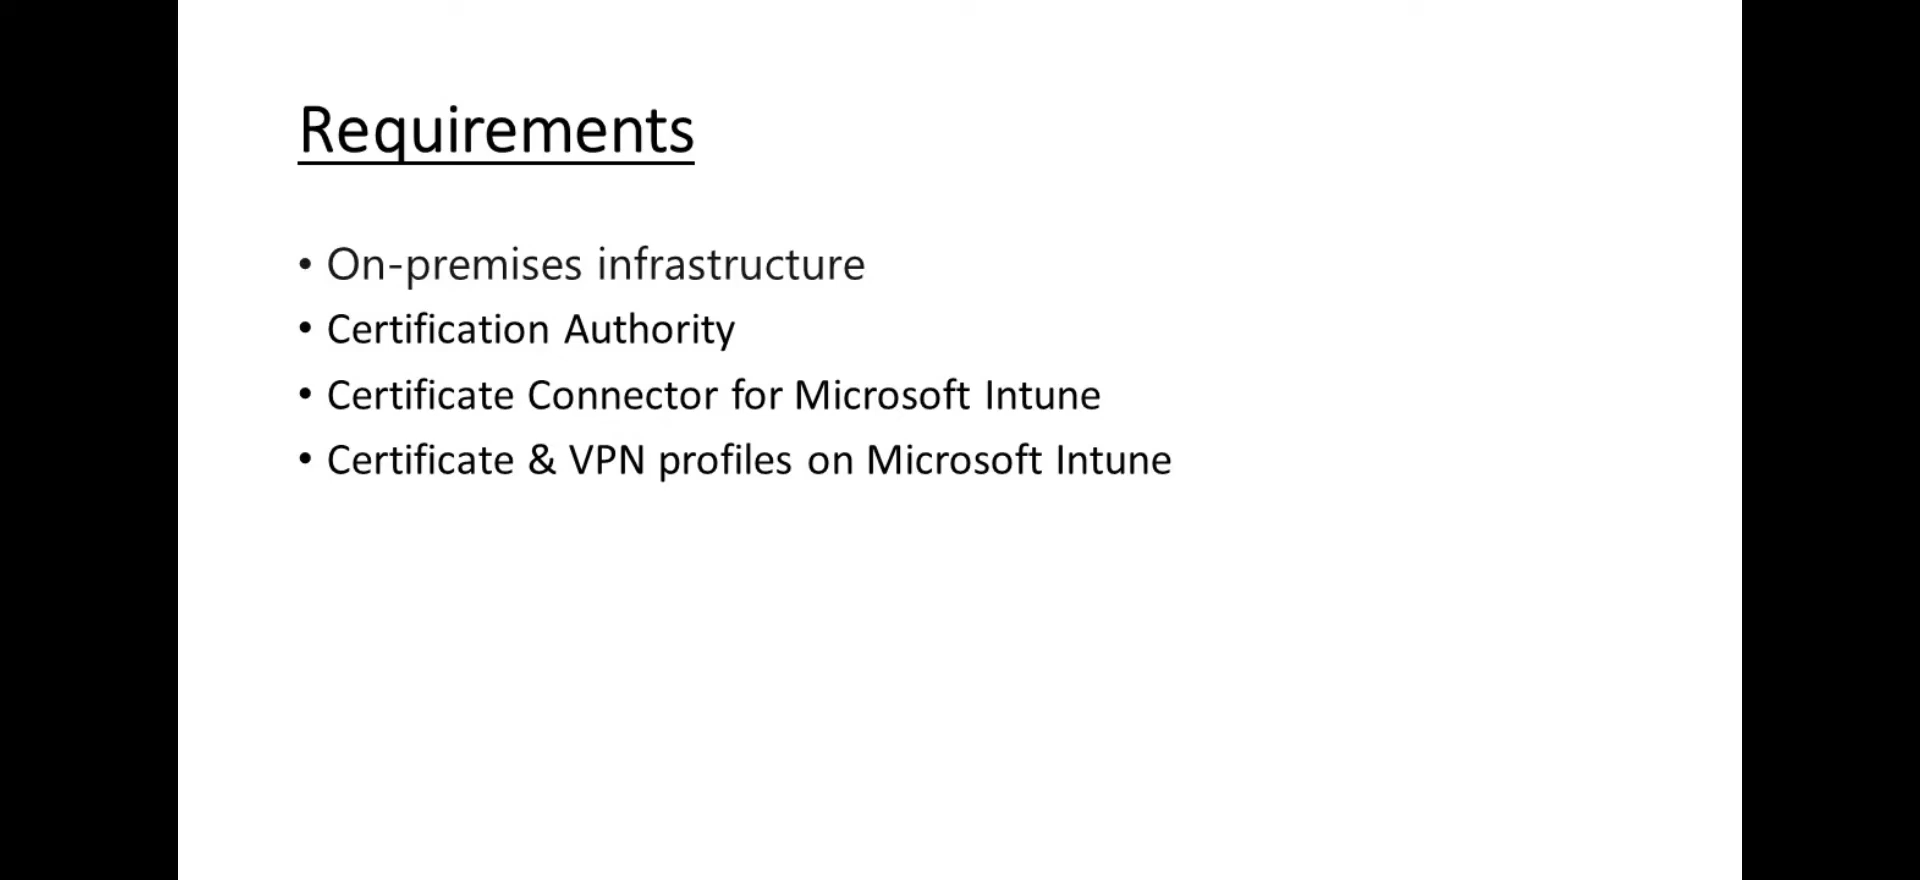 Requirements
• On-premises infrastructure
• Certification Authority
• Certificate Connector for Microsoft Intune
• Certificate & VPN profiles on Microsoft Intune